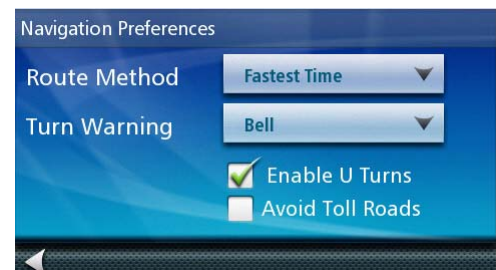 Navigation Preferences
Route Method Fastest Time
Turn Warning Bell
Enable U Turns
Avoid Toll Roads